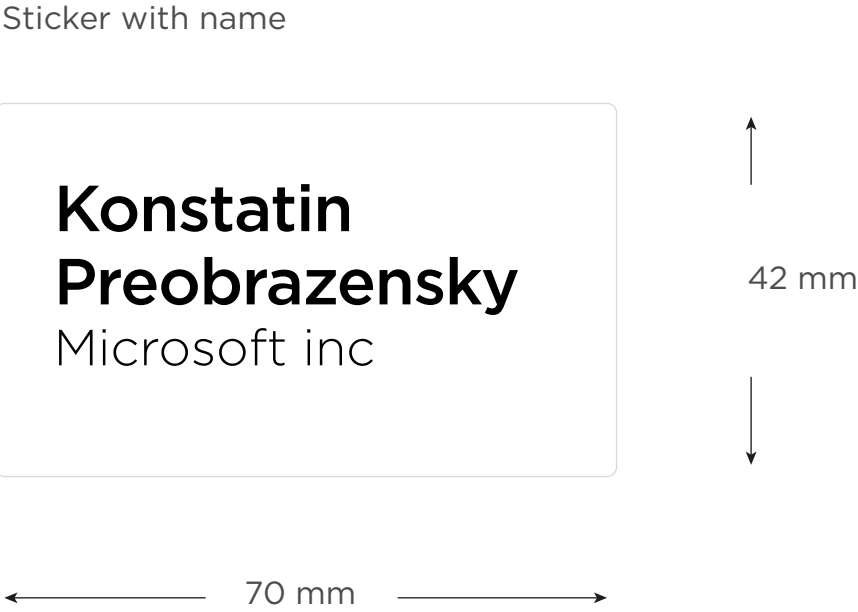 Sticker with name
Konstatin
Preobrazensky
Microsoft inc
42 mm
70 mm